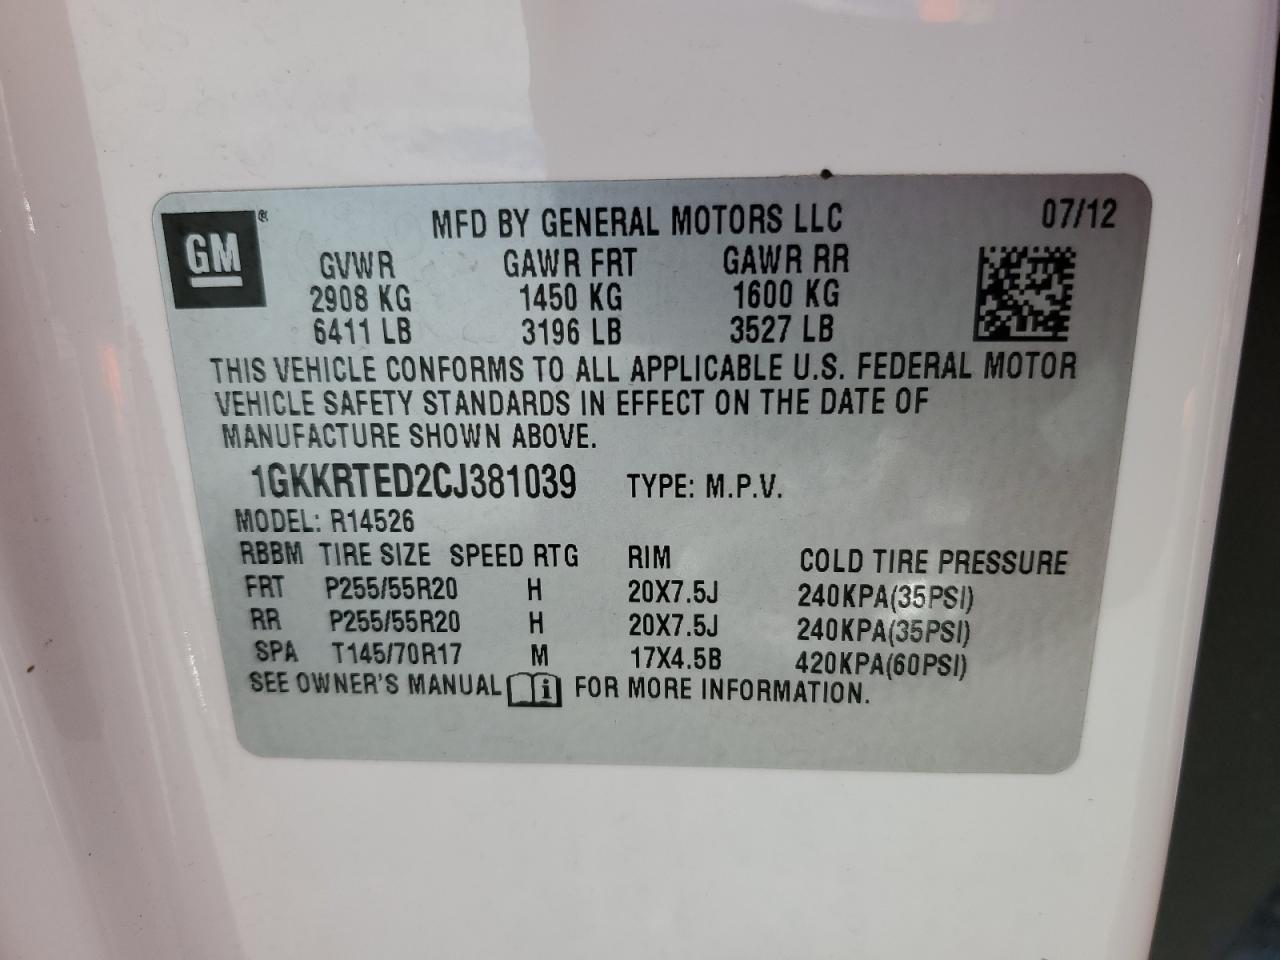 GM®
MFD BY GENERAL MOTORS LLC 07/12
GVWR GAWR FRT GAWR RR
2908 KG 1450 KG 1600 KG
6411 LB 3196 LB 3527 LB
THIS VEHICLE CONFORMS TO ALL APPLICABLE U.S. FEDERAL MOTOR
VEHICLE SAFETY STANDARDS IN EFFECT ON THE DATE OF
MANUFACTURE SHOWN ABOVE.
1GKKRTED2CJ381039 TYPE: M.P.V.
MODEL: R14526
RBBM TIRE SIZE SPEED RTG RIM COLD TIRE PRESSURE
FRT P255/55R20 H 20X7.5J 240KPA(35PSI)
RR P255/55R20 H 20X7.5J 240KPA(35PSI)
SPA T145/70R17 M 17X4.5B 420KPA(60PSI)
SEE OWNER'S MANUAL FOR MORE INFORMATION.